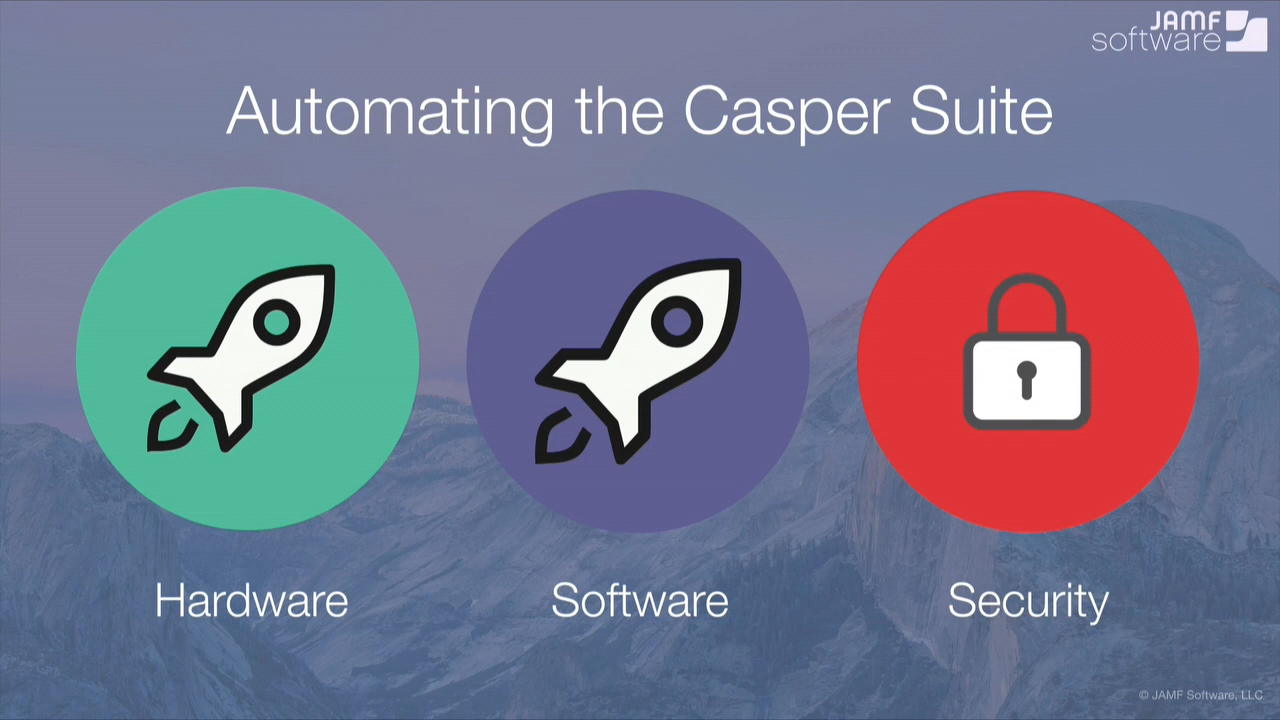 JAMF
software
Automating the Casper Suite
Hardware
Software
Security
© JAMF Software, LLC